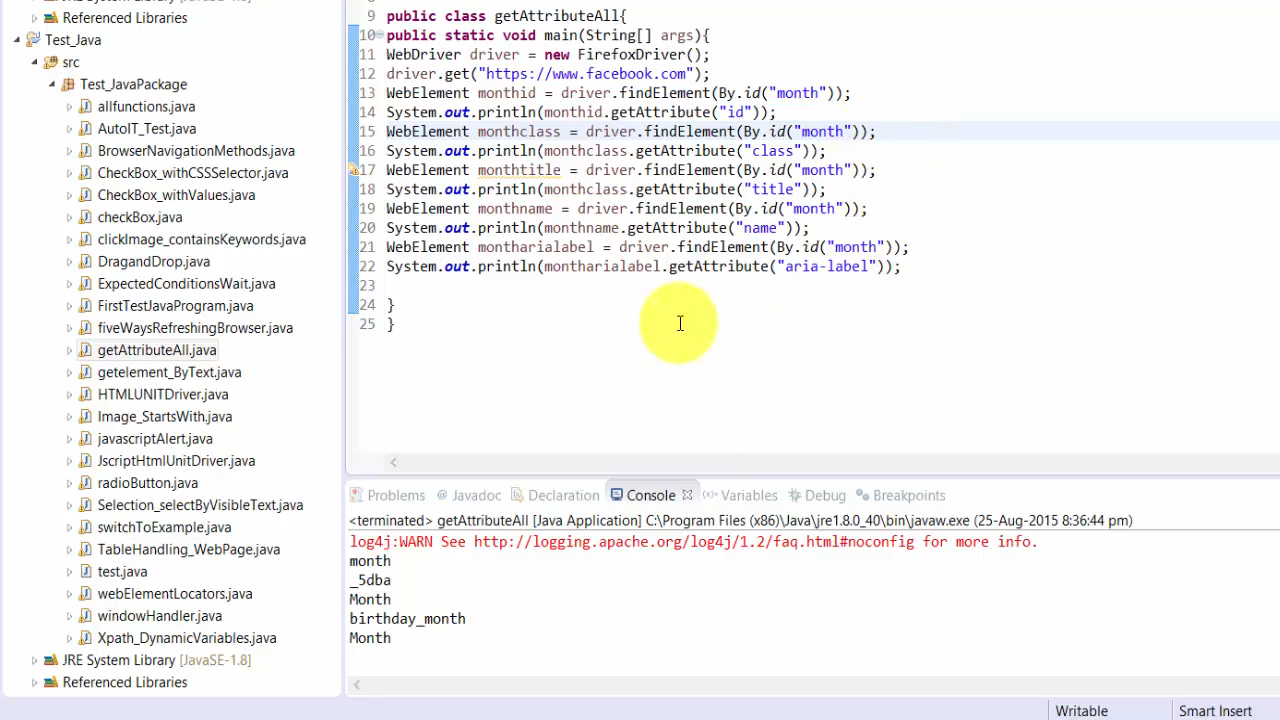 Referenced Libraries
Test_Java
src
Test_JavaPackage
allfunctions.java
AutoIT_Test.java
BrowserNavigationMethods.java
CheckBox_withCSSSelector.java
CheckBox_withValues.java
checkBox.java
clickImage_containsKeywords.java
DragandDrop.java
ExpectedConditionsWait.java
FirstTestJavaProgram.java
fiveWaysRefreshingBrowser.java
getAttributeAll.java
getelement_ByText.java
HTMLUNITDriver.java
Image_StartsWith.java
javascriptAlert.java
JscriptHtmlUnitDriver.java
radioButton.java
Selection_selectByVisibleText.java
switchToExample.java
TableHandling_WebPage.java
test.java
webElementLocators.java
windowHandler.java
Xpath_DynamicVariables.java
JRE System Library [JavaSE-1.8]
Referenced Libraries
9 public class getAttributeAll{
10 public static void main(String[] args){
11 WebDriver driver = new FirefoxDriver();
12 driver.get("https://www.facebook.com");
13 WebElement monthid = driver.findElement(By.id("month"));
14 System.out.println(monthid.getAttribute("id"));
15 WebElement monthclass = driver.findElement(By.id("month"));
16 System.out.println(monthclass.getAttribute("class"));
17 WebElement monthtitle = driver.findElement(By.id("month"));
18 System.out.println(monthclass.getAttribute("title"));
19 WebElement monthname = driver.findElement(By.id("month"));
20 System.out.println(monthname.getAttribute("name"));
21 WebElement montharialabel = driver.findElement(By.id("month"));
22 System.out.println(montharialabel.getAttribute("aria-label"));
23
24 }
25 }
Problems @ Javadoc Declaration Console Variables Debug Breakpoints
<terminated> getAttributeAll [Java Application] C:\Program Files (x86)\Java\jre1.8.0_40\bin\javaw.exe (25-Aug-2015 8:36:44 pm)
log4j:WARN See http://logging.apache.org/log4j/1.2/faq.html#noconfig for more info.
month
_5dba
Month
birthday_month
Month
Writable Smart Insert